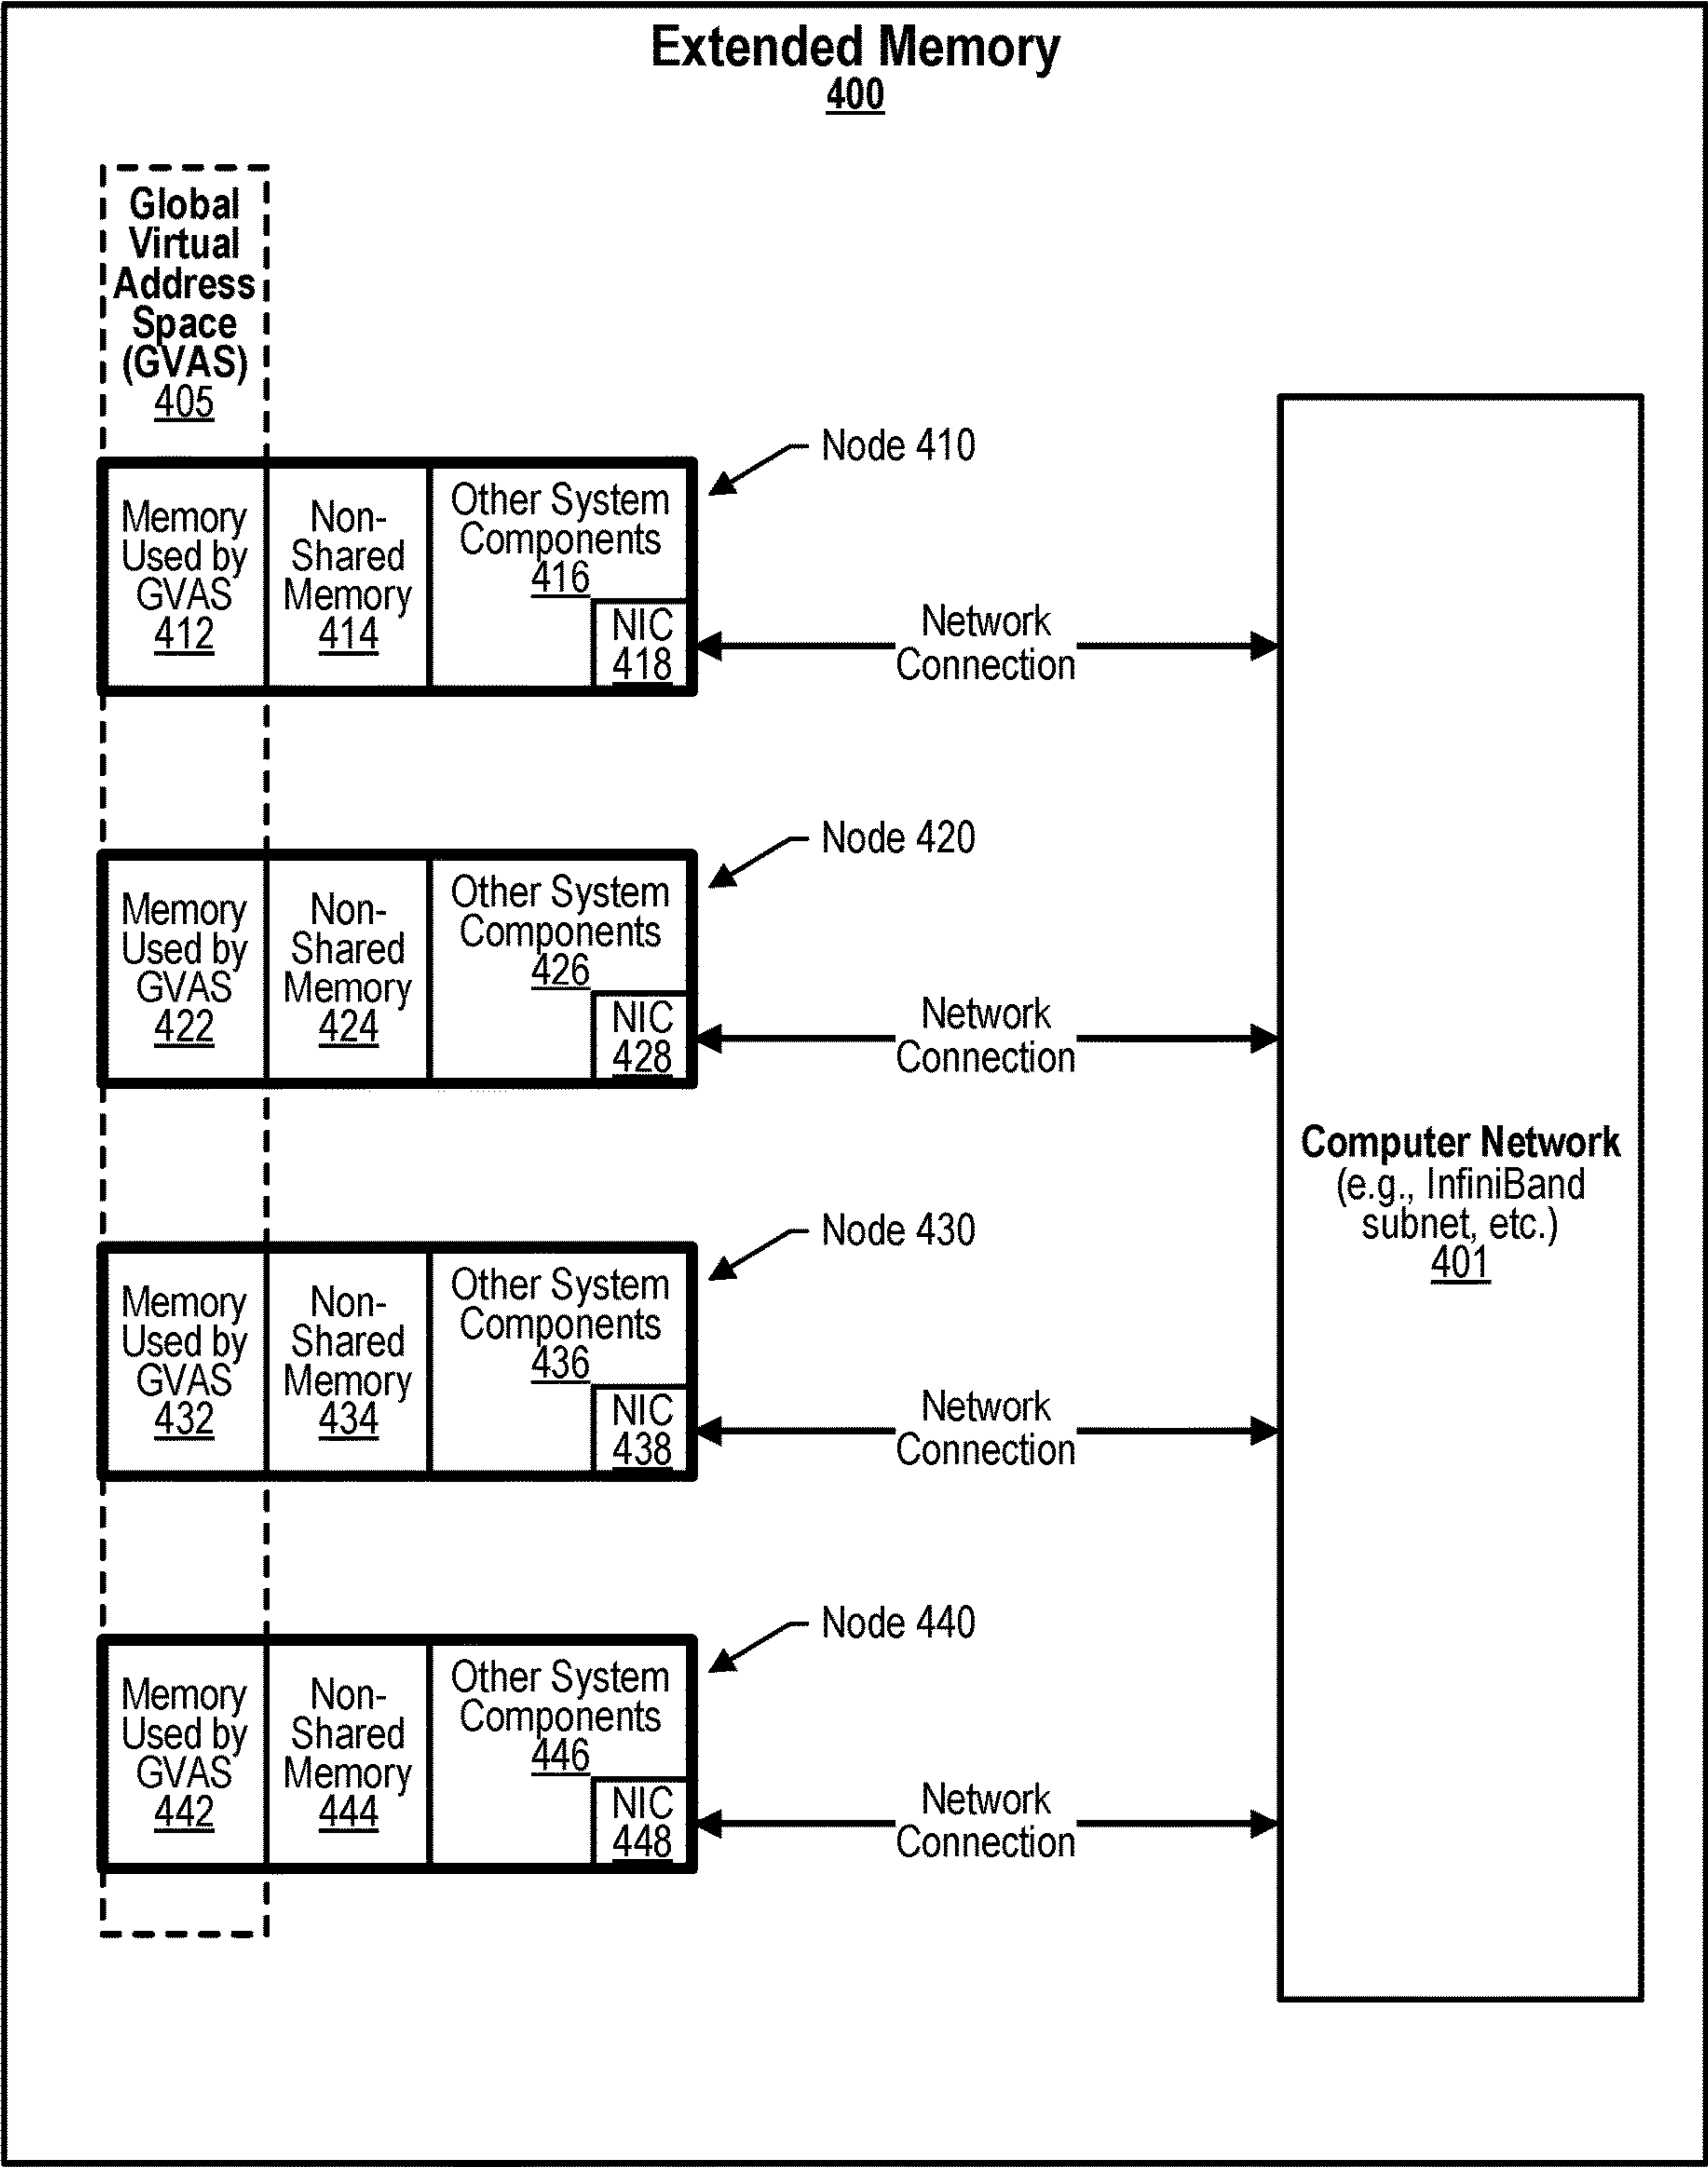 Extended Memory
400
Global
Virtual
Address
Space
(GVAS)
405
Node 410
Memory
Used by
GVAS
412
Non-
Shared
Memory
414
Other System
Components
416
NIC
418
Network
Connection
Node 420
Memory
Used by
GVAS
422
Non-
Shared
Memory
424
Other System
Components
426
NIC
428
Network
Connection
Node 430
Memory
Used by
GVAS
432
Non-
Shared
Memory
434
Other System
Components
436
NIC
438
Network
Connection
Node 440
Memory
Used by
GVAS
442
Non-
Shared
Memory
444
Other System
Components
446
NIC
448
Network
Connection
Computer Network
(e.g., InfiniBand
subnet, etc.)
401